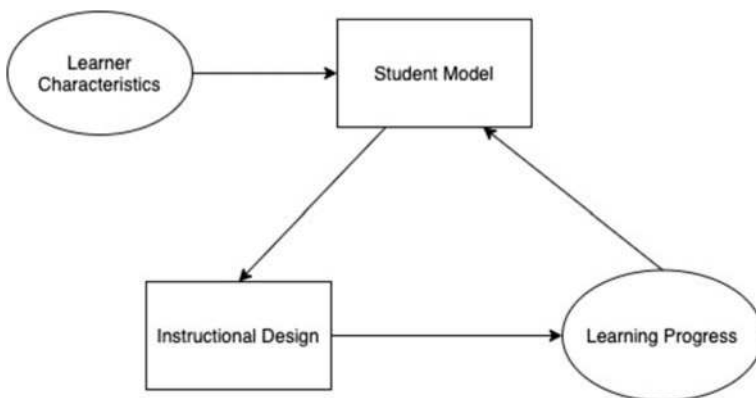 Learner
Characteristics
Student Model
Instructional Design
Learning Progress